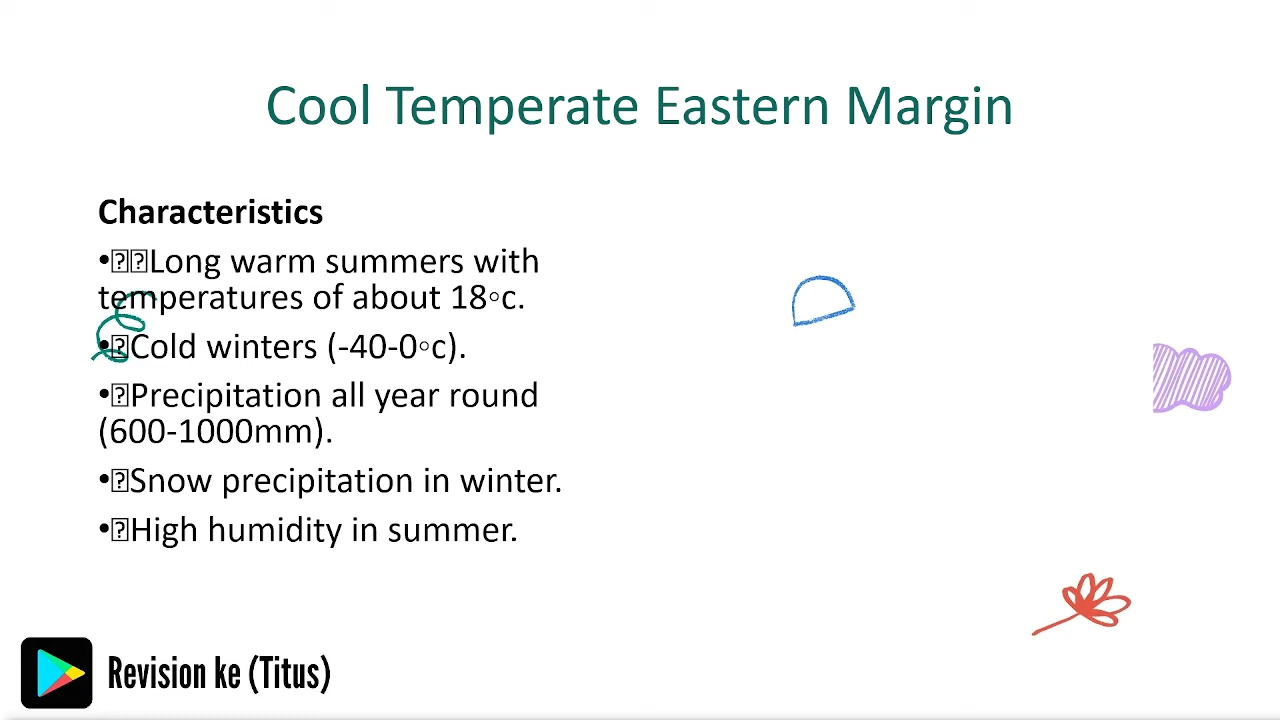 Cool Temperate Eastern Margin
Characteristics
•⍰⍰Long warm summers with
temperatures of about 18◦c.
•⍰Cold winters (-40-0◦c).
•⍰Precipitation all year round
(600-1000mm).
•⍰Snow precipitation in winter.
•⍰High humidity in summer.
Revision ke (Titus)